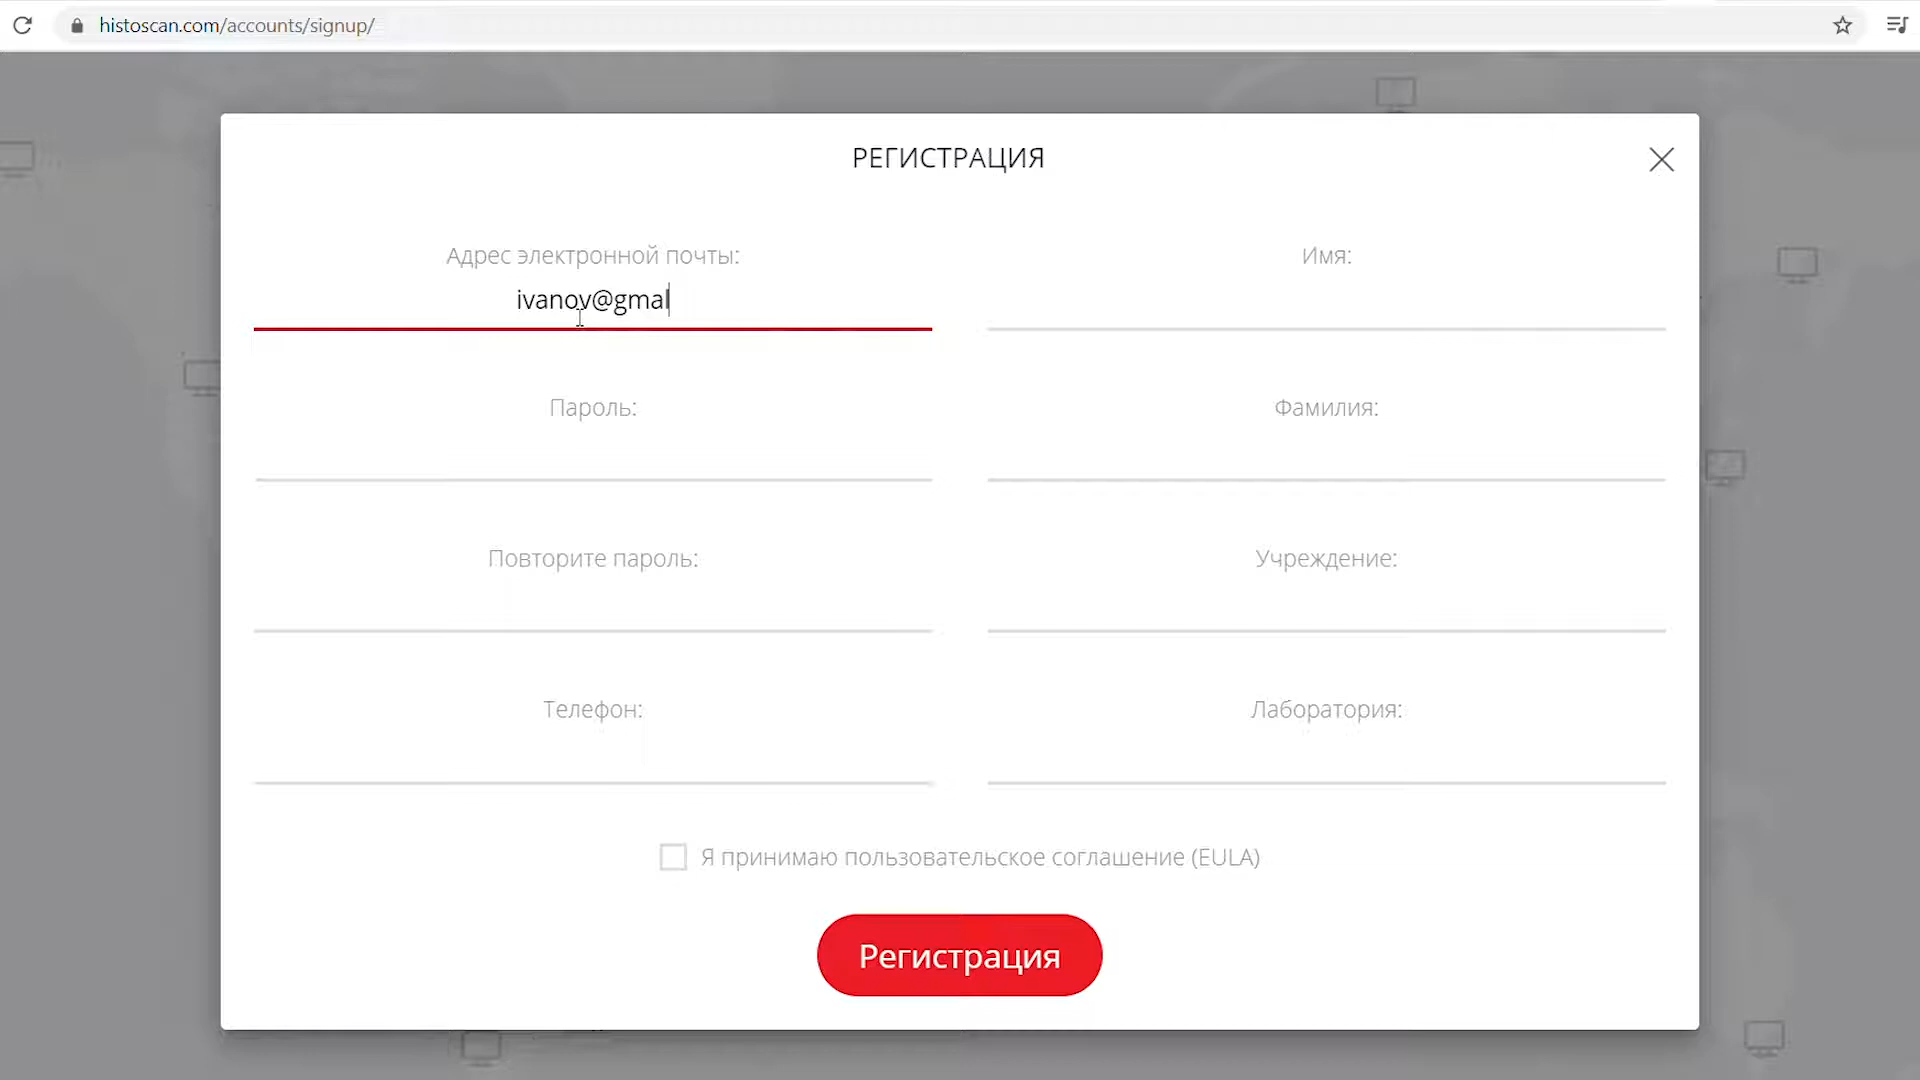 histoscan.com/accounts/signup/
РЕГИСТРАЦИЯ
Адрес электронной почты:
ivanov@gmal
Имя:
Пароль:
Фамилия:
Повторите пароль:
Учреждение:
Телефон:
Лаборатория:
Я принимаю пользовательское соглашение (EULA)
Регистрация